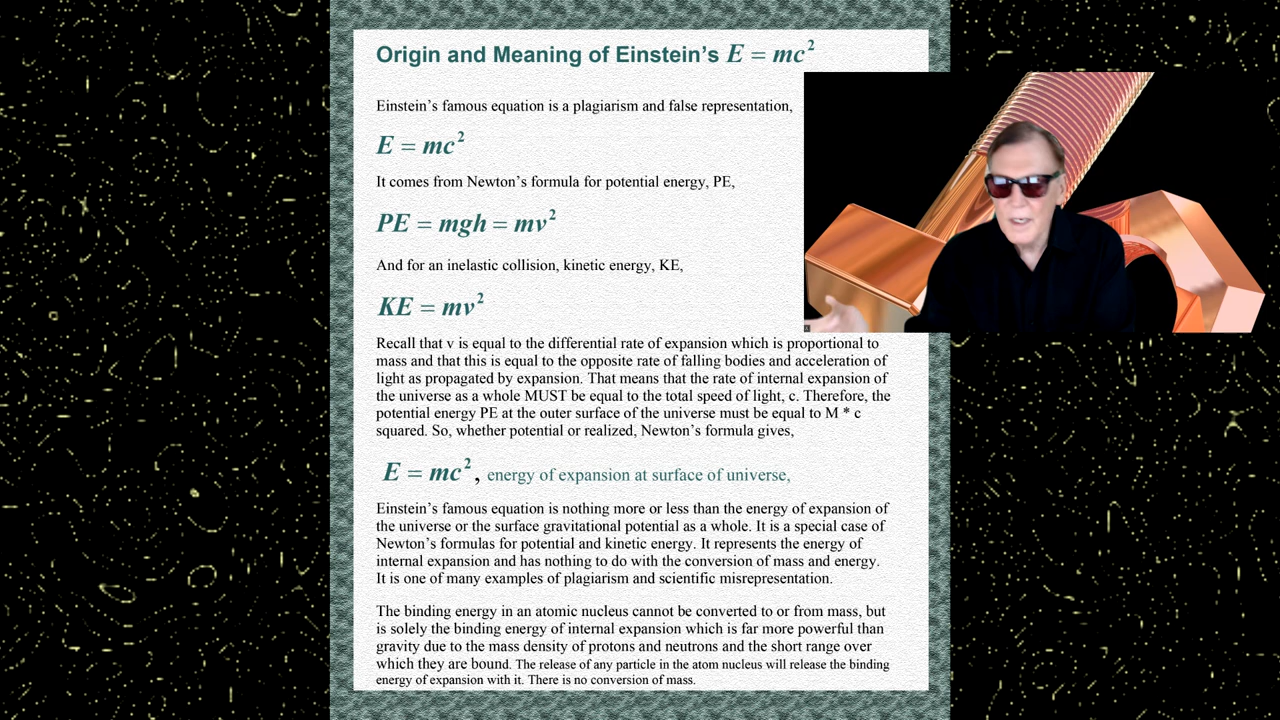 Origin and Meaning of Einstein's E = mc²
Einstein's famous equation is a plagiarism and false representation,
E = mc²
It comes from Newton's formula for potential energy, PE,
PE = mgh = mv²
And for an inelastic collision, kinetic energy, KE,
KE = mv²
Recall that v is equal to the differential rate of expansion which is proportional to
mass and that this is equal to the opposite rate of falling bodies and acceleration of
light as propagated by expansion. That means that the rate of internal expansion of
the universe as a whole MUST be equal to the total speed of light, c. Therefore, the
potential energy PE at the outer surface of the universe must be equal to M * c
squared. So, whether potential or realized, Newton's formula gives,
E = mc², energy of expansion at surface of universe,
Einstein's famous equation is nothing more or less than the energy of expansion of
the universe or the surface gravitational potential as a whole. It is a special case of
Newton's formulas for potential and kinetic energy. It represents the energy of
internal expansion and has nothing to do with the conversion of mass and energy.
It is one of many examples of plagiarism and scientific misrepresentation.
The binding energy in an atomic nucleus cannot be converted to or from mass, but
is solely the binding energy of internal expansion which is far more powerful than
gravity due to the mass density of protons and neutrons and the short range over
which they are bound. The release of any particle in the atom nucleus will release the binding
energy of expansion with it. There is no conversion of mass.